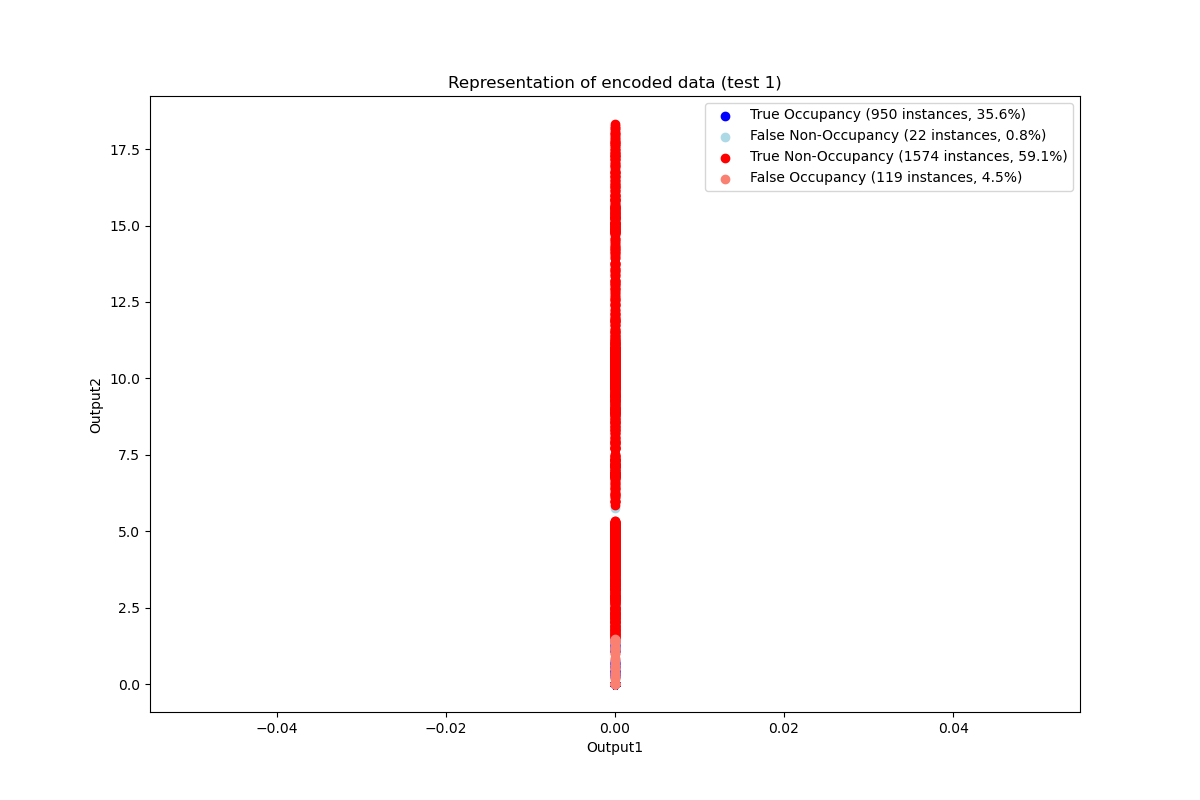 Representation of encoded data (test 1)
True Occupancy (950 instances, 35.6%)
False Non-Occupancy (22 instances, 0.8%)
True Non-Occupancy (1574 instances, 59.1%)
False Occupancy (119 instances, 4.5%)
17.5
15.0
12.5
10.0
7.5
5.0
2.5
0.0
Output2
−0.04
−0.02
0.00
0.02
0.04
Output1